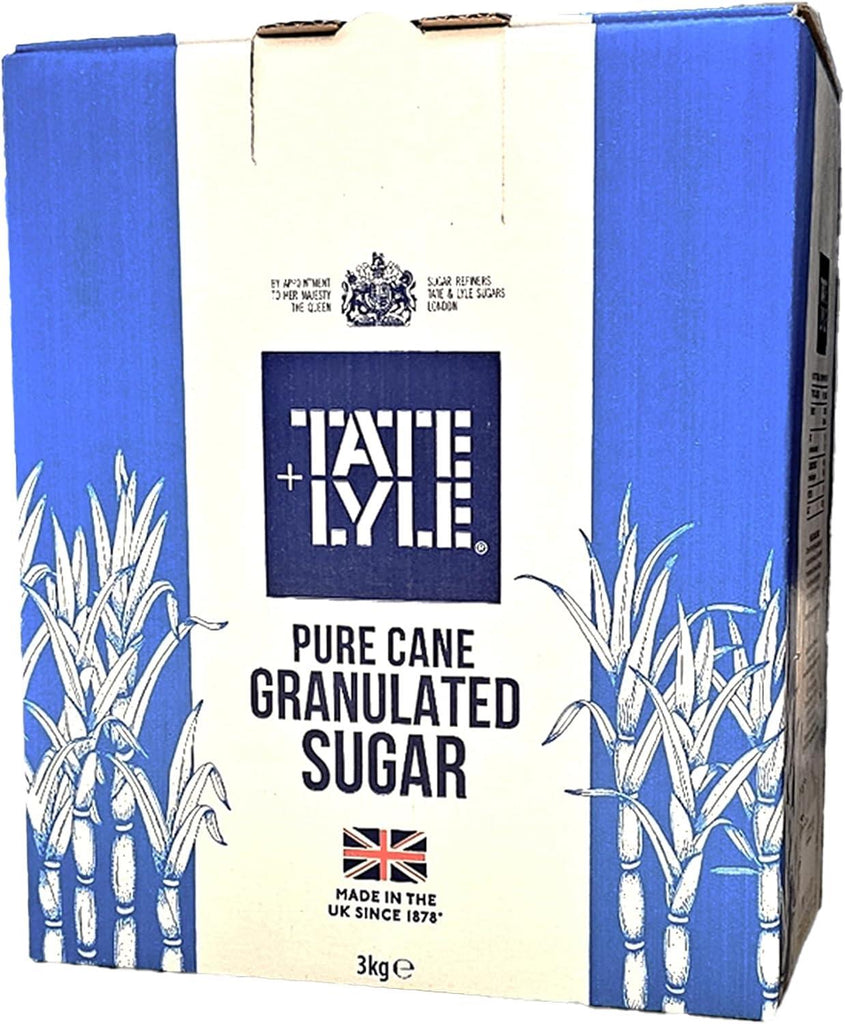 BY APPOINTMENT
TO HER MAJESTY
THE QUEEN
SUGAR REFINERS
TATE & LYLE SUGARS
LONDON
TATE
+ LYLE®
PURE CANE
GRANULATED
SUGAR
MADE IN THE
UK SINCE 1878*
3kg℮